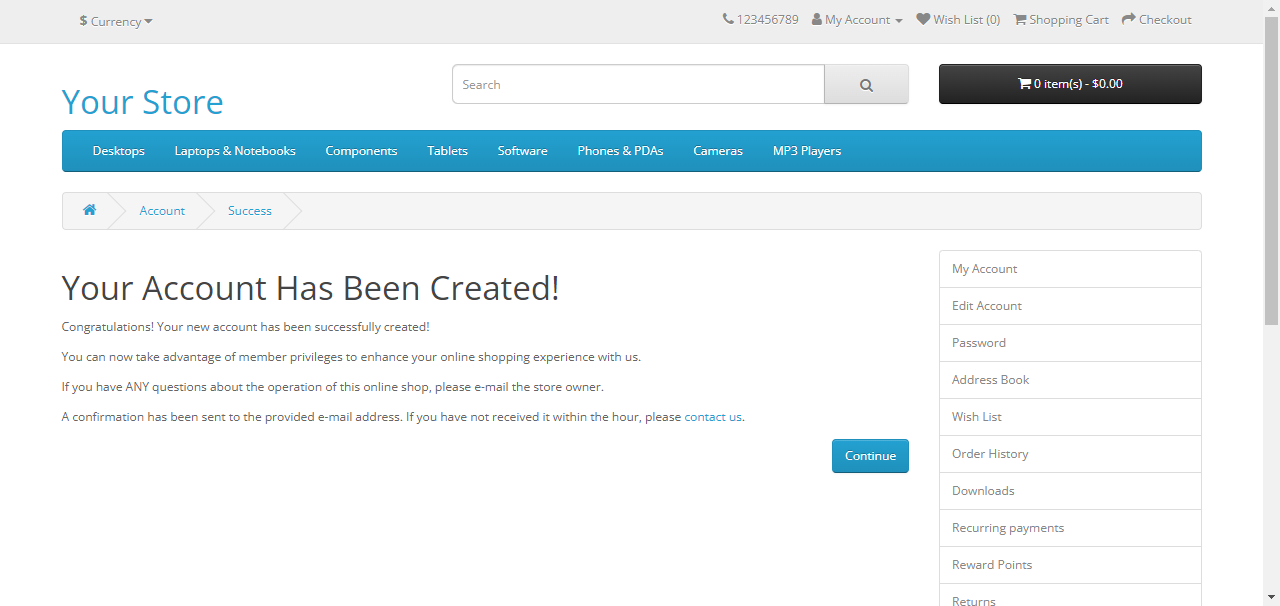 $ Currency
123456789 My Account Wish List (0) Shopping Cart Checkout
Your Store
Search
0 item(s) - $0.00
Desktops Laptops & Notebooks Components Tablets Software Phones & PDAs Cameras MP3 Players
Account Success
Your Account Has Been Created!
Congratulations! Your new account has been successfully created!
You can now take advantage of member privileges to enhance your online shopping experience with us.
If you have ANY questions about the operation of this online shop, please e-mail the store owner.
A confirmation has been sent to the provided e-mail address. If you have not received it within the hour, please contact us.
Continue
My Account
Edit Account
Password
Address Book
Wish List
Order History
Downloads
Recurring payments
Reward Points
Returns